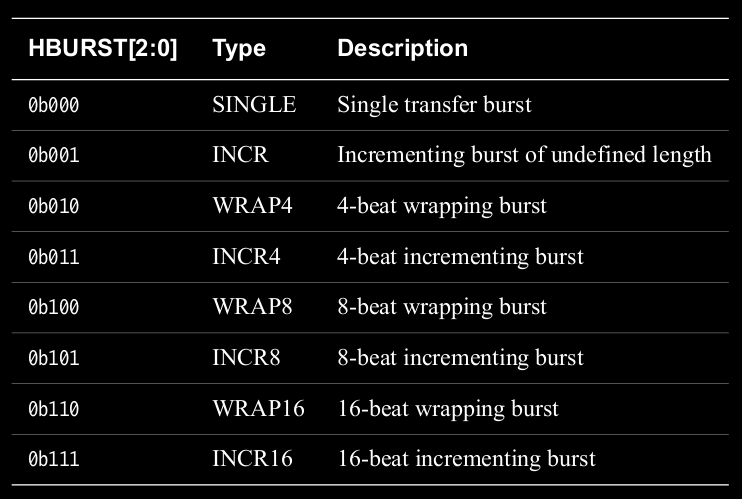 HBURST[2:0] Type Description
0b000 SINGLE Single transfer burst
0b001 INCR Incrementing burst of undefined length
0b010 WRAP4 4-beat wrapping burst
0b011 INCR4 4-beat incrementing burst
0b100 WRAP8 8-beat wrapping burst
0b101 INCR8 8-beat incrementing burst
0b110 WRAP16 16-beat wrapping burst
0b111 INCR16 16-beat incrementing burst